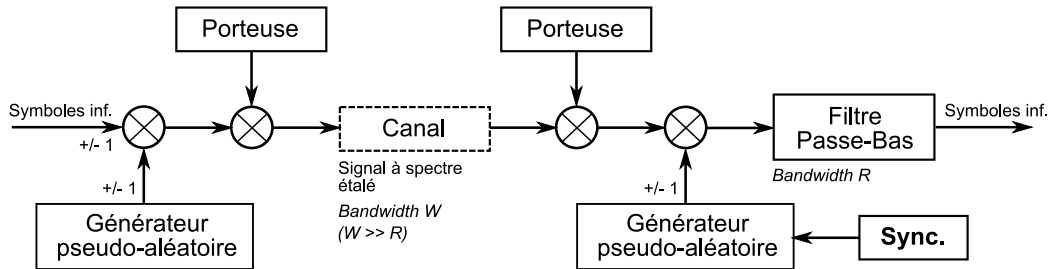 Porteuse
Porteuse
Symboles inf.
+/- 1
Canal
Filtre
Passe-Bas
Symboles inf.
Signal à spectre
étalé
Bandwidth W
(W >> R)
Bandwidth R
+/- 1
Générateur
pseudo-aléatoire
+/- 1
Générateur
pseudo-aléatoire
Sync.